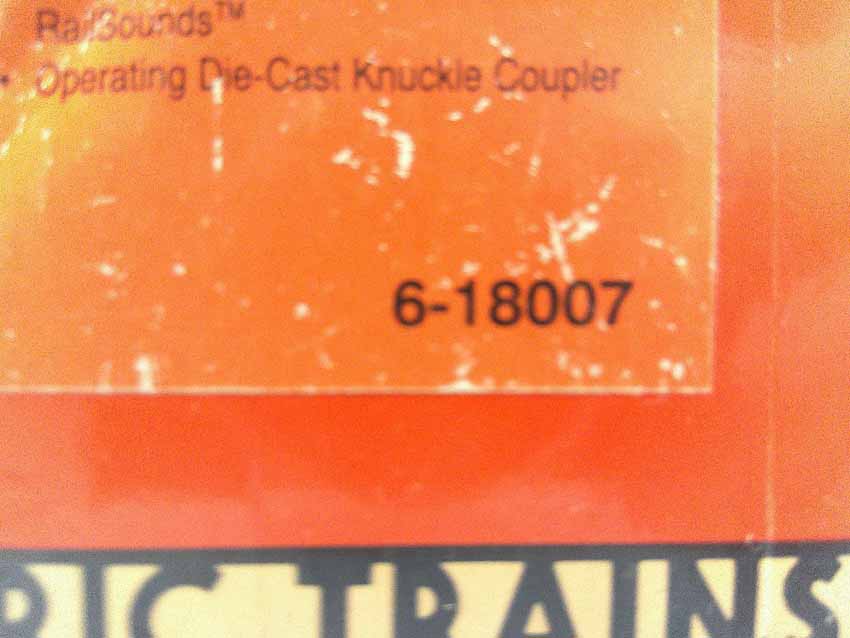 RailSounds™
• Operating Die-Cast Knuckle Coupler
6-18007
RIC TRAINS